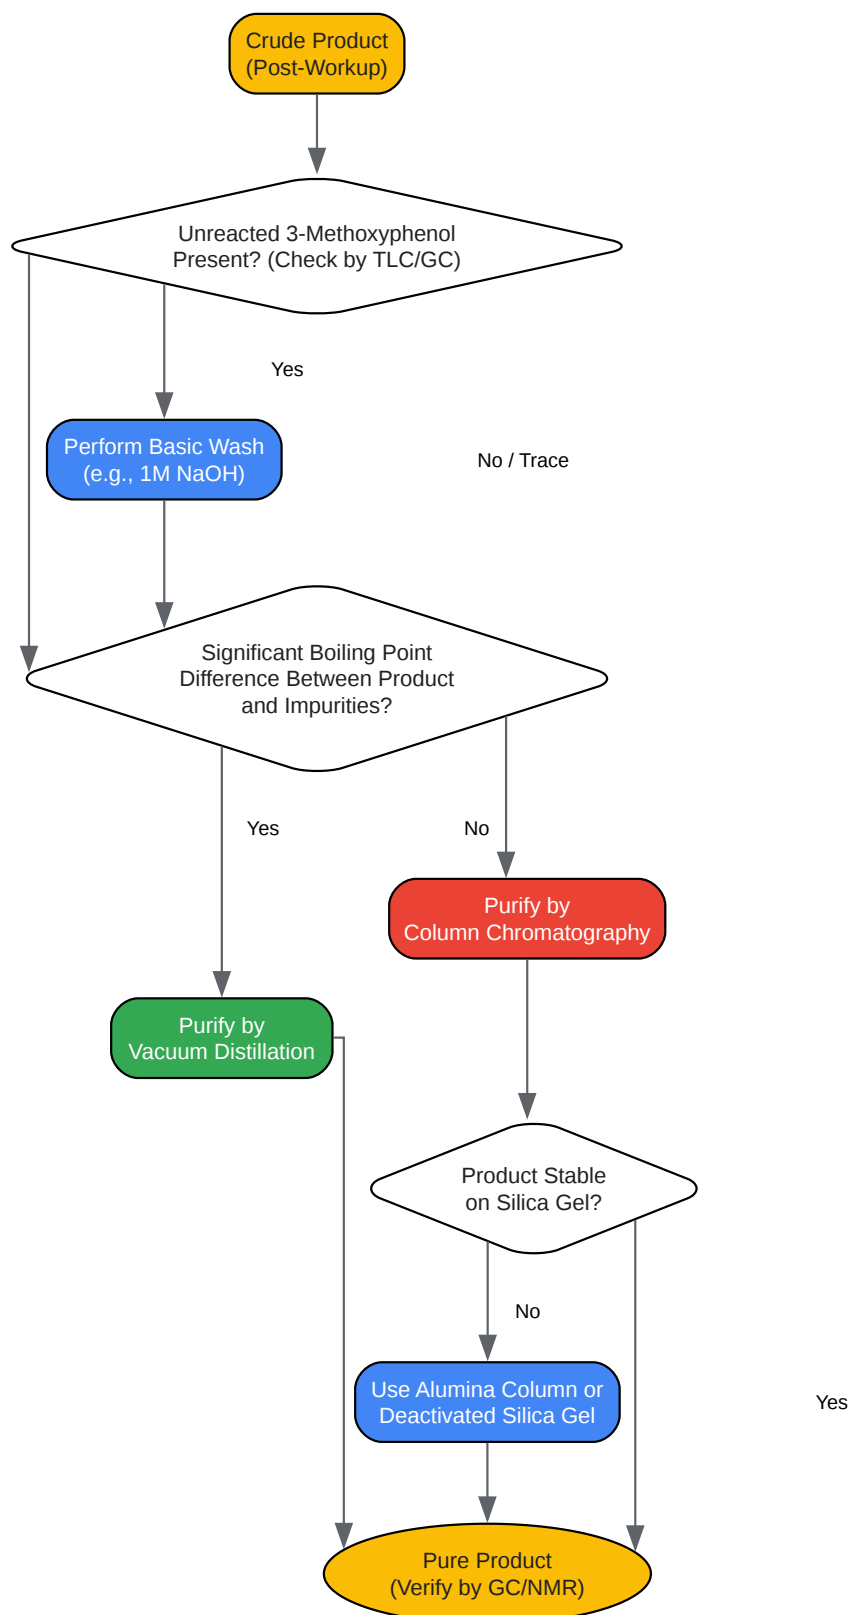 Crude Product
(Post-Workup)
Unreacted 3-Methoxyphenol
Present? (Check by TLC/GC)
Yes
Perform Basic Wash
(e.g., 1M NaOH)
No / Trace
Significant Boiling Point
Difference Between Product
and Impurities?
Yes
No
Purify by
Column Chromatography
Purify by
Vacuum Distillation
Product Stable
on Silica Gel?
No
Use Alumina Column or
Deactivated Silica Gel
Yes
Pure Product
(Verify by GC/NMR)